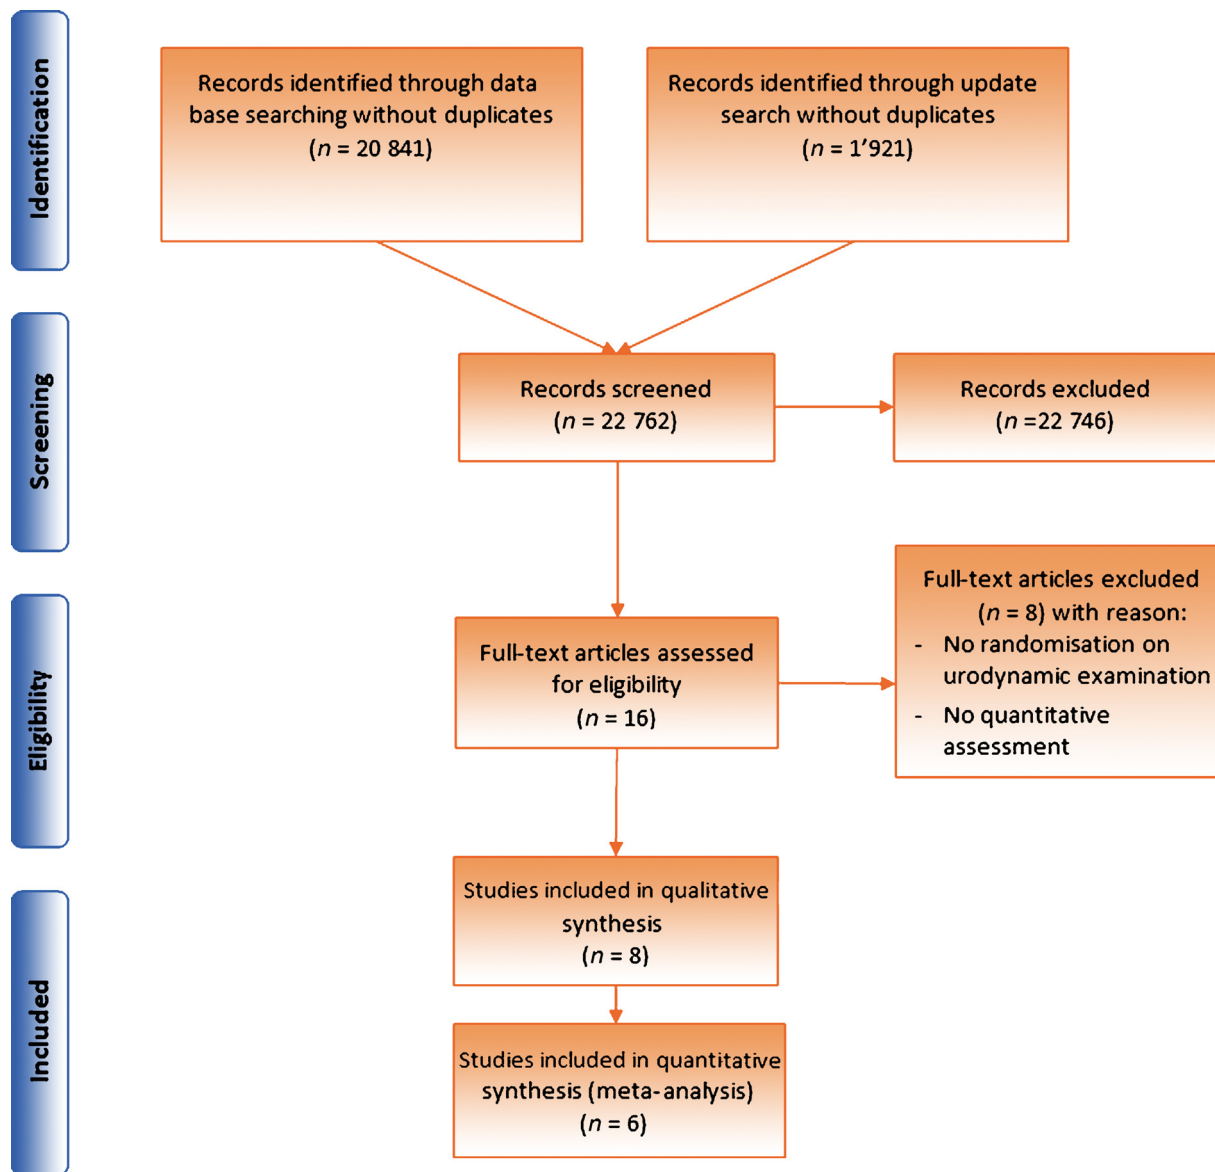 Identification
Records identified through data
base searching without duplicates
(n = 20 841)
Records identified through update
search without duplicates
(n = 1’921)
Screening
Records screened
(n = 22 762)
Records excluded
(n =22 746)
Eligibility
Full-text articles assessed
for eligibility
(n = 16)
Full-text articles excluded
(n = 8) with reason:
- No randomisation on
urodynamic examination
- No quantitative
assessment
Included
Studies included in qualitative
synthesis
(n = 8)
Studies included in quantitative
synthesis (meta-analysis)
(n = 6)